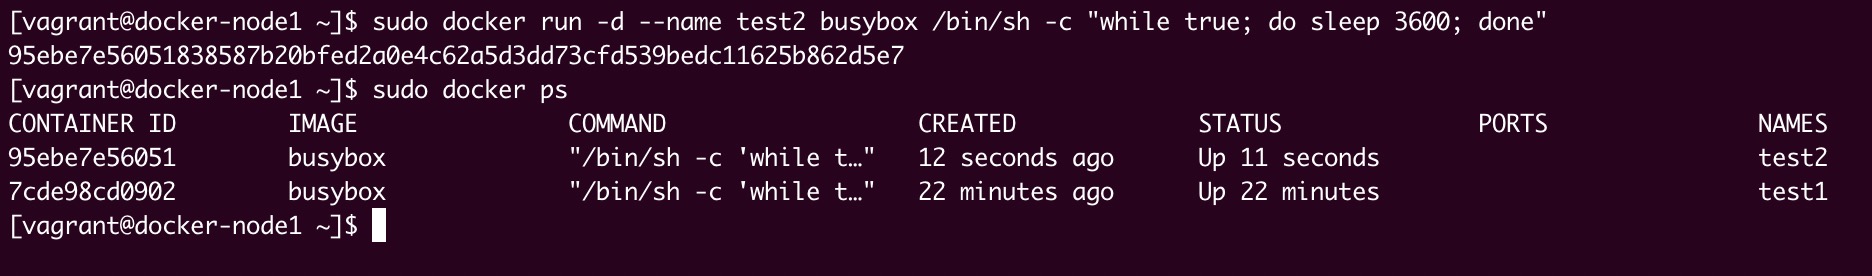 [vagrant@docker-node1 ~]$ sudo docker run -d --name test2 busybox /bin/sh -c "while true; do sleep 3600; done"
95ebe7e56051838587b20bfed2a0e4c62a5d3dd73cfd539bedc11625b862d5e7
[vagrant@docker-node1 ~]$ sudo docker ps
CONTAINER ID        IMAGE               COMMAND                  CREATED             STATUS              PORTS               NAMES
95ebe7e56051        busybox             "/bin/sh -c 'while t…"   12 seconds ago      Up 11 seconds                           test2
7cde98cd0902        busybox             "/bin/sh -c 'while t…"   22 minutes ago      Up 22 minutes                           test1
[vagrant@docker-node1 ~]$